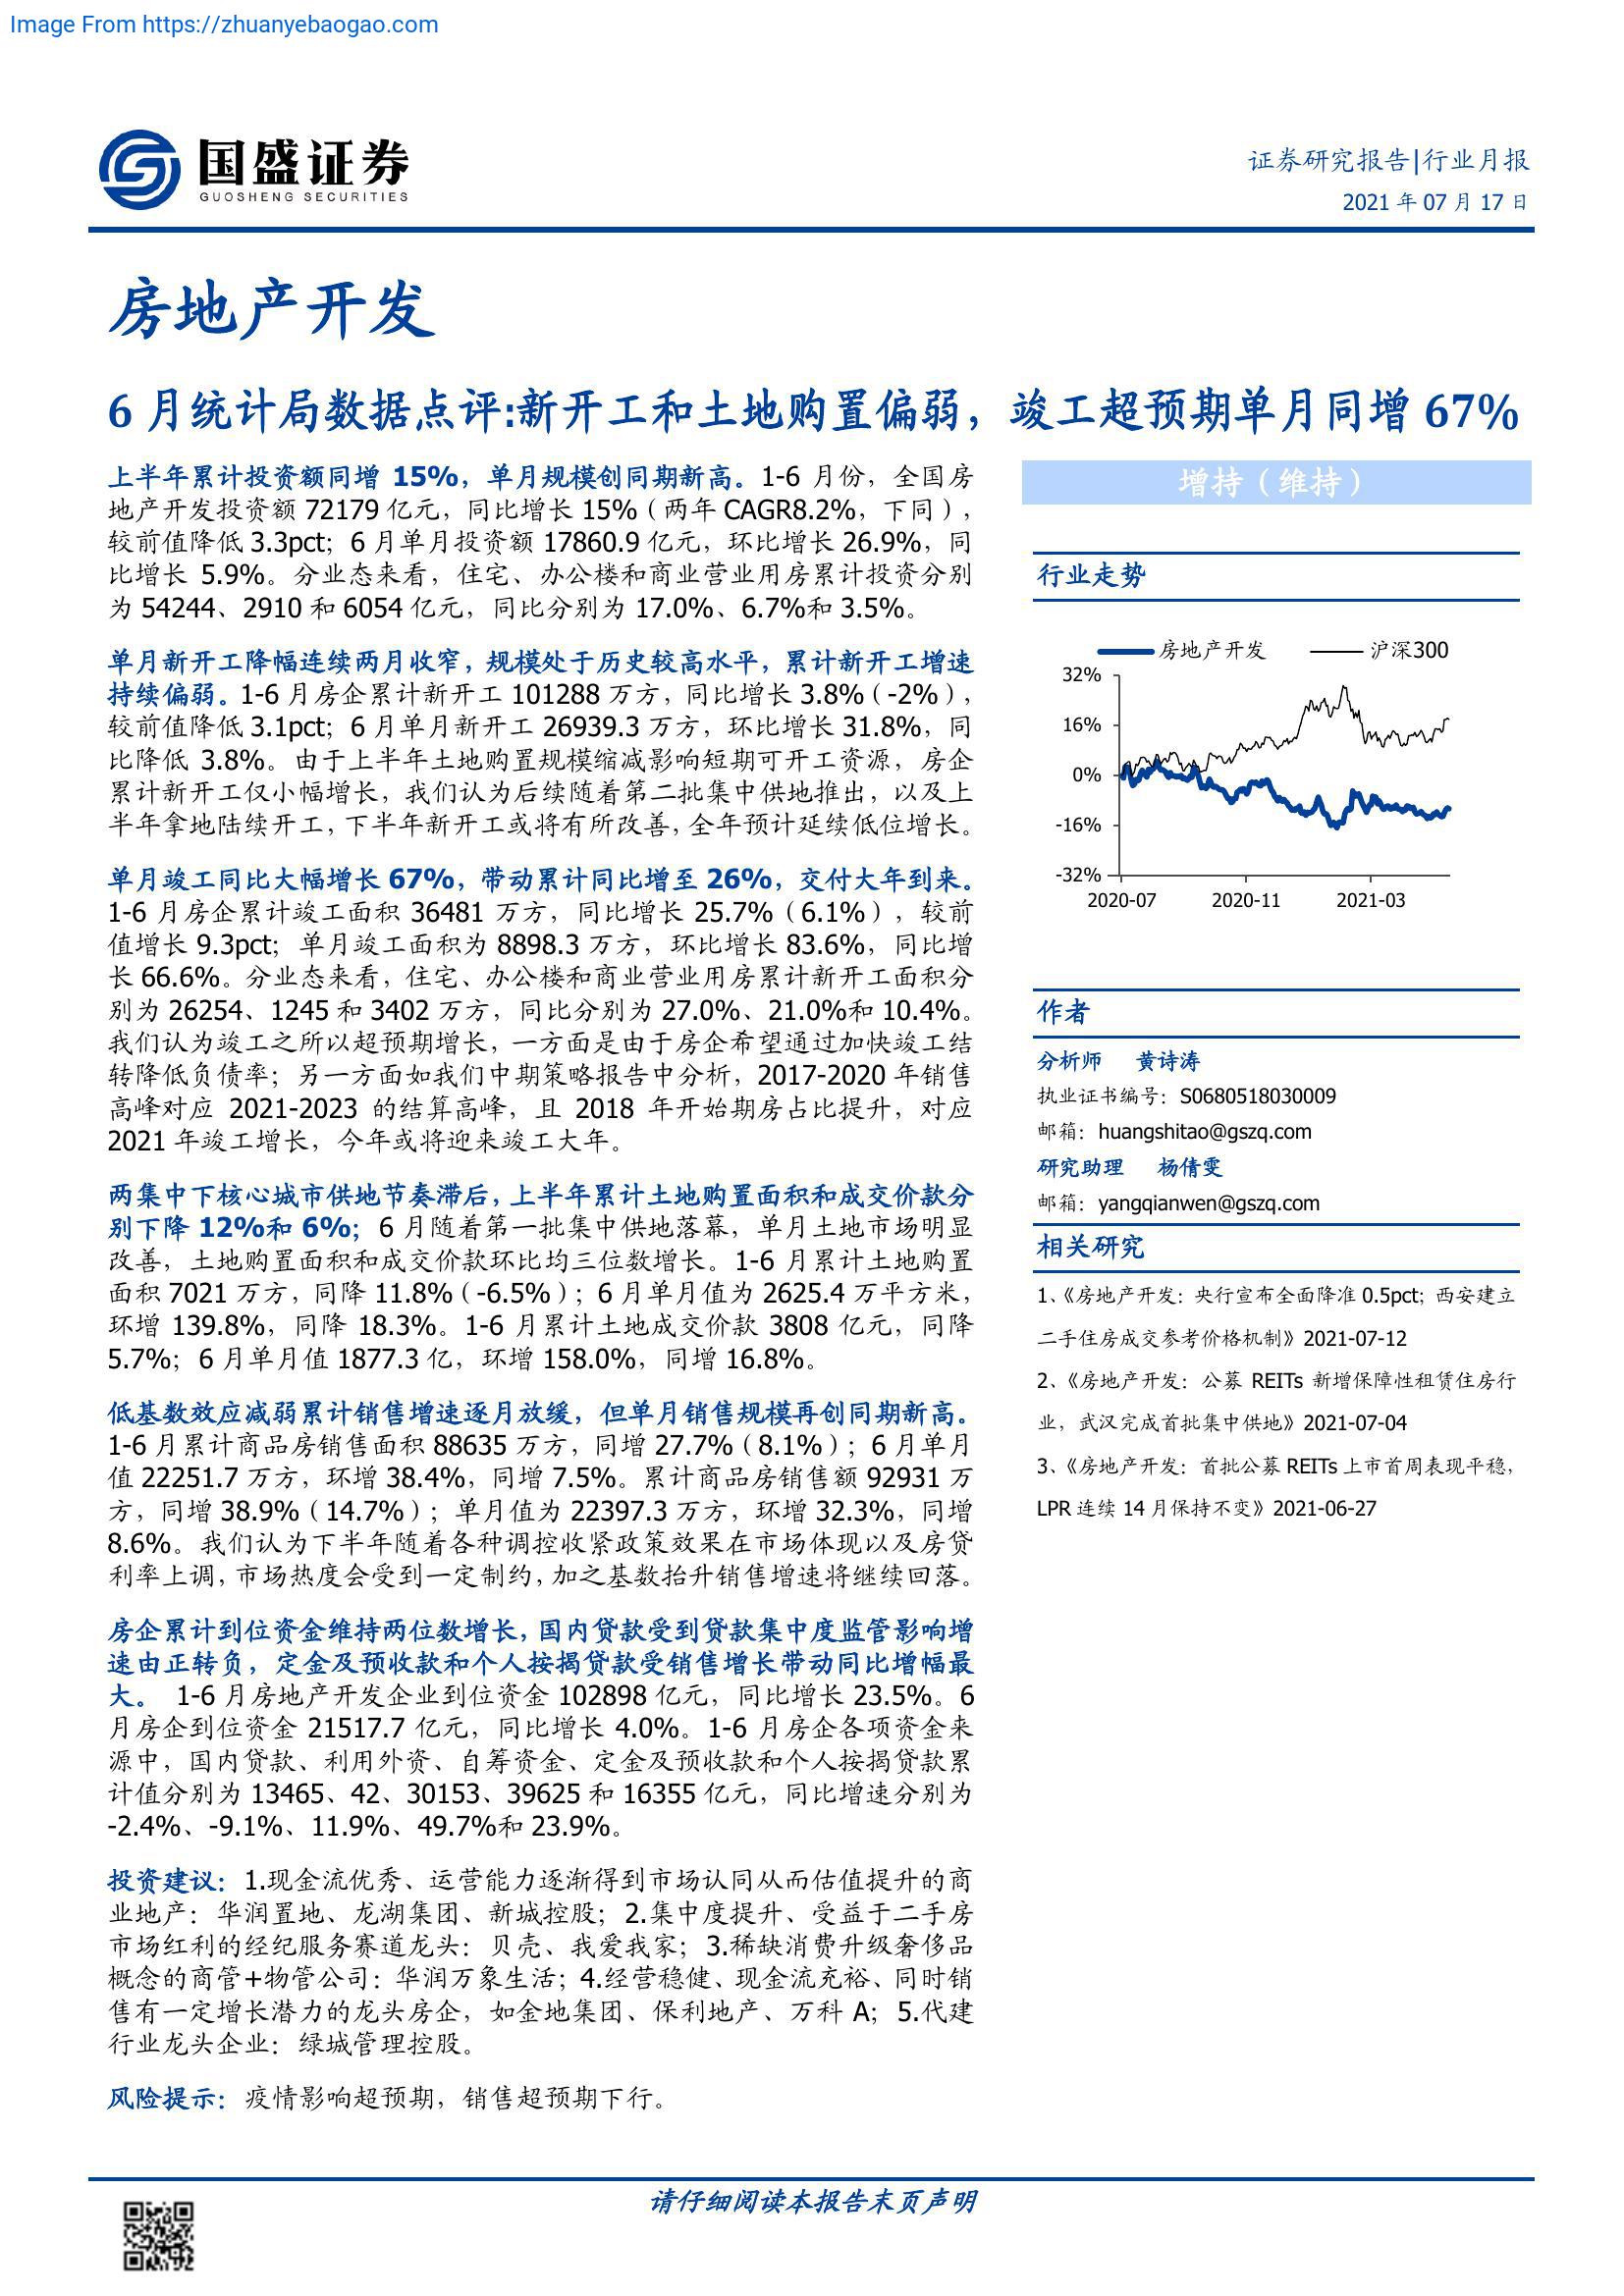 Image From https://zhuanyebaogao.com
国盛证券
GUOSHENG SECURITIES
证券研究报告|行业月报
2021 年 07 月 17 日
房地产开发
6 月统计局数据点评:新开工和土地购置偏弱，竣工超预期单月同增 67%
上半年累计投资额同增 15%，单月规模创同期新高。1-6 月份，全国房
地产开发投资额 72179 亿元，同比增长 15%（两年 CAGR8.2%，下同），
较前值降低 3.3pct；6 月单月投资额 17860.9 亿元，环比增长 26.9%，同
比增长 5.9%。分业态来看，住宅、办公楼和商业营业用房累计投资分别
为 54244、2910 和 6054 亿元，同比分别为 17.0%、6.7%和 3.5%。
单月新开工降幅连续两月收窄，规模处于历史较高水平，累计新开工增速
持续偏弱。1-6 月房企累计新开工 101288 万方，同比增长 3.8%（-2%），
较前值降低 3.1pct；6 月单月新开工 26939.3 万方，环比增长 31.8%，同
比降低 3.8%。由于上半年土地购置规模缩减影响短期可开工资源，房企
累计新开工仅小幅增长，我们认为后续随着第二批集中供地推出，以及上
半年拿地陆续开工，下半年新开工或将有所改善，全年预计延续低位增长。
单月竣工同比大幅增长 67%，带动累计同比增至 26%，交付大年到来。
1-6 月房企累计竣工面积 36481 万方，同比增长 25.7%（6.1%），较前
值增长 9.3pct；单月竣工面积为 8898.3 万方，环比增长 83.6%，同比增
长 66.6%。分业态来看，住宅、办公楼和商业营业用房累计新开工面积分
别为 26254、1245 和 3402 万方，同比分别为 27.0%、21.0%和 10.4%。
我们认为竣工之所以超预期增长，一方面是由于房企希望通过加快竣工结
转降低负债率；另一方面如我们中期策略报告中分析，2017-2020 年销售
高峰对应 2021-2023 的结算高峰，且 2018 年开始期房占比提升，对应
2021 年竣工增长，今年或将迎来竣工大年。
两集中下核心城市供地节奏滞后，上半年累计土地购置面积和成交价款分
别下降 12%和 6%；6 月随着第一批集中供地落幕，单月土地市场明显
改善，土地购置面积和成交价款环比均三位数增长。1-6 月累计土地购置
面积 7021 万方，同降 11.8%（-6.5%）；6 月单月值为 2625.4 万平方米，
环增 139.8%，同降 18.3%。1-6 月累计土地成交价款 3808 亿元，同降
5.7%；6 月单月值 1877.3 亿，环增 158.0%，同增 16.8%。
低基数效应减弱累计销售增速逐月放缓，但单月销售规模再创同期新高。
1-6 月累计商品房销售面积 88635 万方，同增 27.7%（8.1%）；6 月单月
值 22251.7 万方，环增 38.4%，同增 7.5%。累计商品房销售额 92931 万
方，同增 38.9%（14.7%）；单月值为 22397.3 万方，环增 32.3%，同增
8.6%。我们认为下半年随着各种调控收紧政策效果在市场体现以及房贷
利率上调，市场热度会受到一定制约，加之基数抬升销售增速将继续回落。
房企累计到位资金维持两位数增长，国内贷款受到贷款集中度监管影响增
速由正转负，定金及预收款和个人按揭贷款受销售增长带动同比增幅最
大。 1-6 月房地产开发企业到位资金 102898 亿元，同比增长 23.5%。6
月房企到位资金 21517.7 亿元，同比增长 4.0%。1-6 月房企各项资金来
源中，国内贷款、利用外资、自筹资金、定金及预收款和个人按揭贷款累
计值分别为 13465、42、30153、39625 和 16355 亿元，同比增速分别为
-2.4%、-9.1%、11.9%、49.7%和 23.9%。
投资建议：1.现金流优秀、运营能力逐渐得到市场认同从而估值提升的商
业地产：华润置地、龙湖集团、新城控股；2.集中度提升、受益于二手房
市场红利的经纪服务赛道龙头：贝壳、我爱我家；3.稀缺消费升级奢侈品
概念的商管+物管公司：华润万象生活；4.经营稳健、现金流充裕、同时销
售有一定增长潜力的龙头房企，如金地集团、保利地产、万科 A；5.代建
行业龙头企业：绿城管理控股。
风险提示：疫情影响超预期，销售超预期下行。
增持（维持）
行业走势
房地产开发 沪深300
32%
16%
0%
-16%
-32%
2020-07 2020-11 2021-03
作者
分析师 黄诗涛
执业证书编号：S0680518030009
邮箱：huangshitao@gszq.com
研究助理 杨倩雯
邮箱：yangqianwen@gszq.com
相关研究
1、《房地产开发：央行宣布全面降准 0.5pct；西安建立
二手住房成交参考价格机制》2021-07-12
2、《房地产开发：公募 REITs 新增保障性租赁住房行
业，武汉完成首批集中供地》2021-07-04
3、《房地产开发：首批公募 REITs 上市首周表现平稳，
LPR 连续 14 月保持不变》2021-06-27
请仔细阅读本报告末页声明